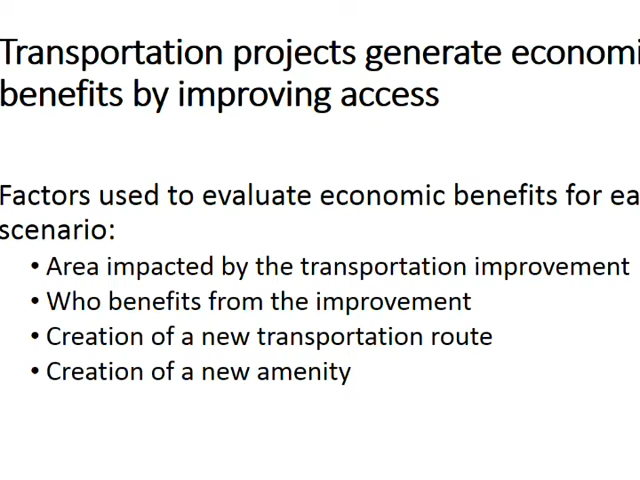 Transportation projects generate economi
benefits by improving access
Factors used to evaluate economic benefits for ea
scenario:
• Area impacted by the transportation improvement
• Who benefits from the improvement
• Creation of a new transportation route
• Creation of a new amenity